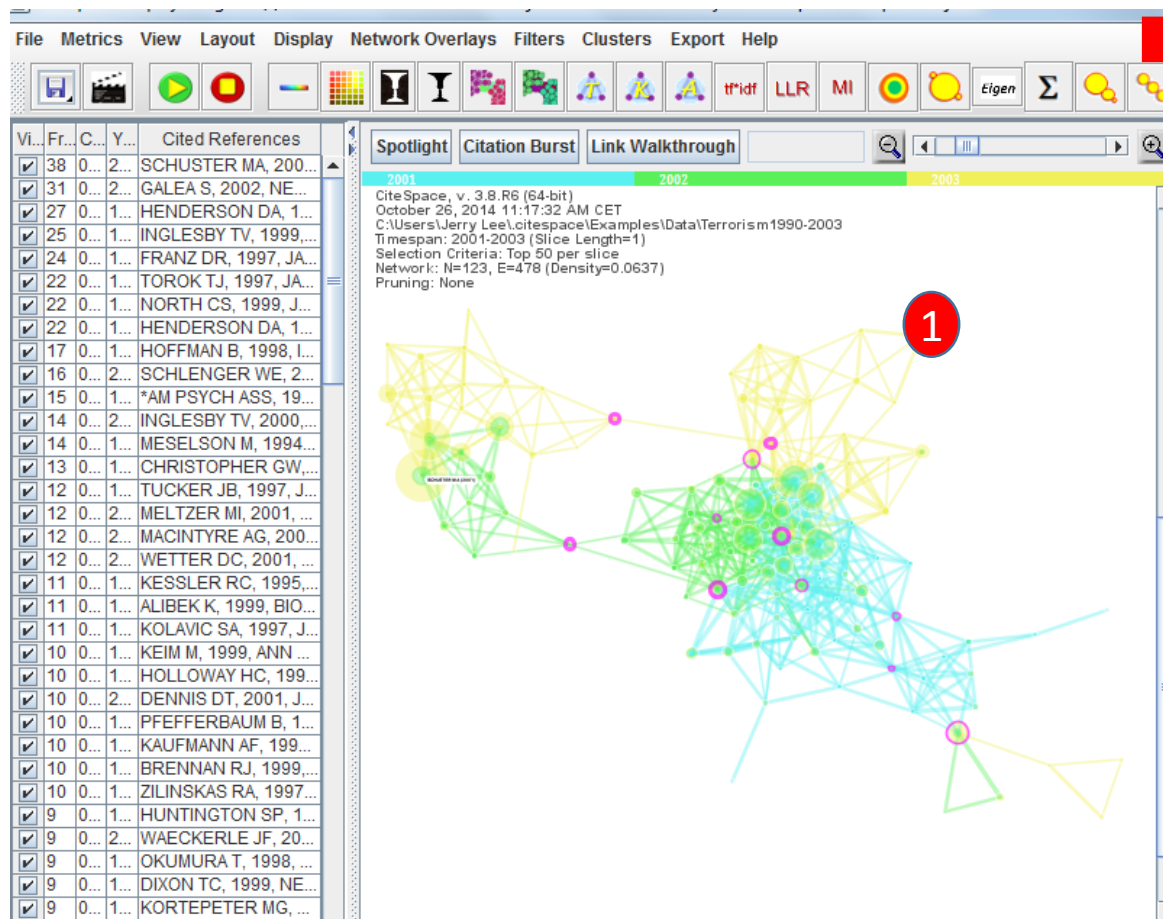 File Metrics View Layout Display Network Overlays Filters Clusters Export Help
T K A tf*idf LLR MI Eigen Σ
Vi... Fr... C... Y... Cited References
38 0... 2... SCHUSTER MA, 200...
31 0... 2... GALEA S, 2002, NE...
27 0... 1... HENDERSON DA, 1...
25 0... 1... INGLESBY TV, 1999,...
24 0... 1... FRANZ DR, 1997, JA...
22 0... 1... TOROK TJ, 1997, JA...
22 0... 1... NORTH CS, 1999, J...
22 0... 1... HENDERSON DA, 1...
17 0... 1... HOFFMAN B, 1998, I...
16 0... 2... SCHLENGER WE, 2...
15 0... 1... *AM PSYCH ASS, 19...
14 0... 2... INGLESBY TV, 2000,...
14 0... 1... MESELSON M, 1994...
13 0... 1... CHRISTOPHER GW,...
12 0... 1... TUCKER JB, 1997, J...
12 0... 2... MELTZER MI, 2001, ...
12 0... 2... MACINTYRE AG, 200...
12 0... 2... WETTER DC, 2001, ...
11 0... 1... KESSLER RC, 1995,...
11 0... 1... ALIBEK K, 1999, BIO...
11 0... 1... KOLAVIC SA, 1997, J...
10 0... 1... KEIM M, 1999, ANN ...
10 0... 1... HOLLOWAY HC, 199...
10 0... 2... DENNIS DT, 2001, J...
10 0... 1... PFEFFERBAUM B, 1...
10 0... 1... KAUFMANN AF, 199...
10 0... 1... BRENNAN RJ, 1999,...
10 0... 1... ZILINSKAS RA, 1997...
9 0... 1... HUNTINGTON SP, 1...
9 0... 2... WAECKERLE JF, 20...
9 0... 1... OKUMURA T, 1998, ...
9 0... 1... DIXON TC, 1999, NE...
9 0... 1... KORTEPETER MG, ...
Spotlight Citation Burst Link Walkthrough
2001 2002 2003
CiteSpace, v. 3.8.R6 (64-bit)
October 26, 2014 11:17:32 AM CET
C:\Users\Jerry Lee\.citespace\Examples\Data\Terrorism1990-2003
Timespan: 2001-2003 (Slice Length=1)
Selection Criteria: Top 50 per slice
Network: N=123, E=478 (Density=0.0637)
Pruning: None
1
SCHUSTER MA (2001)